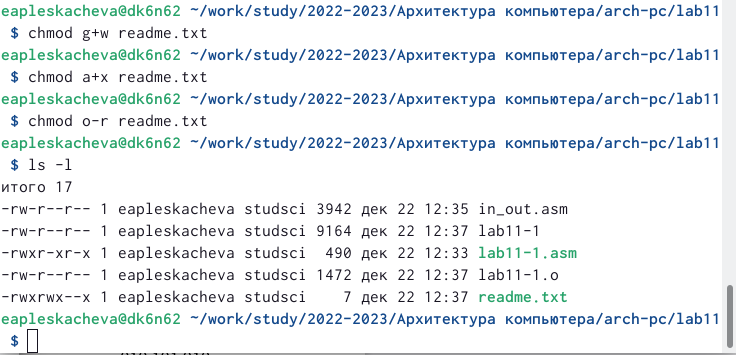 eapleskacheva@dk6n62 ~/work/study/2022-2023/Архитектура компьютера/arch-pc/lab11
$ chmod g+w readme.txt
eapleskacheva@dk6n62 ~/work/study/2022-2023/Архитектура компьютера/arch-pc/lab11
$ chmod a+x readme.txt
eapleskacheva@dk6n62 ~/work/study/2022-2023/Архитектура компьютера/arch-pc/lab11
$ chmod o-r readme.txt
eapleskacheva@dk6n62 ~/work/study/2022-2023/Архитектура компьютера/arch-pc/lab11
$ ls -l
итого 17
-rw-r--r-- 1 eapleskacheva studsci 3942 дек 22 12:35 in_out.asm
-rw-r--r-- 1 eapleskacheva studsci 9164 дек 22 12:37 lab11-1
-rwxr-xr-x 1 eapleskacheva studsci  490 дек 22 12:33 lab11-1.asm
-rw-r--r-- 1 eapleskacheva studsci 1472 дек 22 12:37 lab11-1.o
-rwxrwx--x 1 eapleskacheva studsci    7 дек 22 12:37 readme.txt
eapleskacheva@dk6n62 ~/work/study/2022-2023/Архитектура компьютера/arch-pc/lab11
$